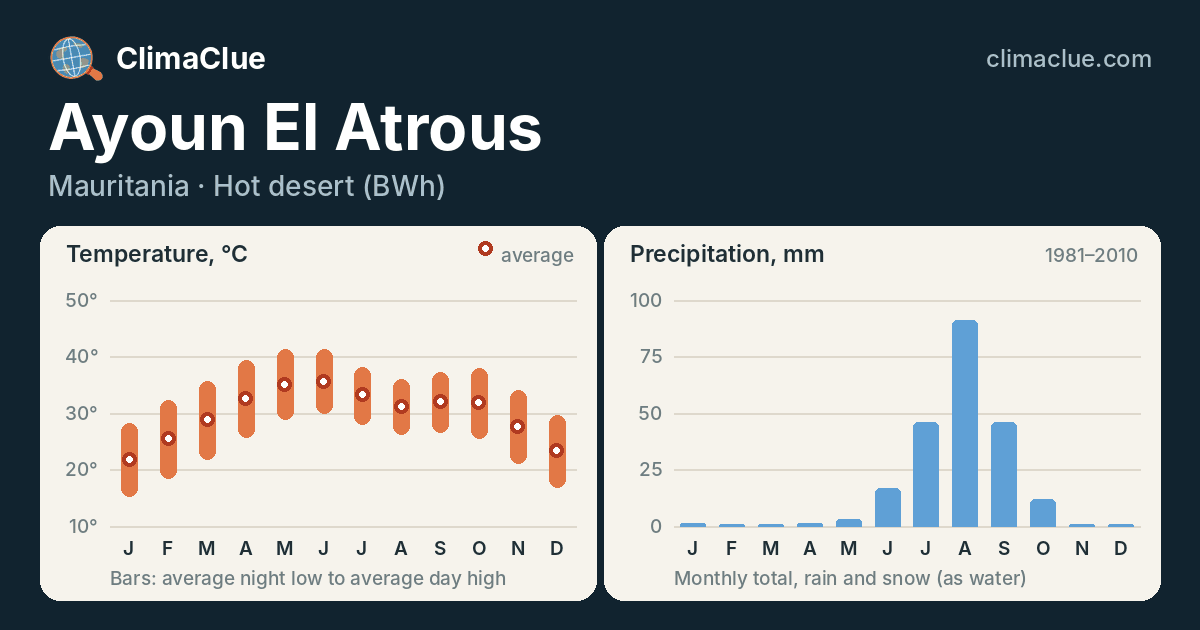 ClimaClue
climaclue.com
Ayoun El Atrous
Mauritania · Hot desert (BWh)
Temperature, °C
average
50°
40°
30°
20°
10°
J F M A M J J A S O N D
Bars: average night low to average day high
Precipitation, mm
1981–2010
100
75
50
25
0
J F M A M J J A S O N D
Monthly total, rain and snow (as water)